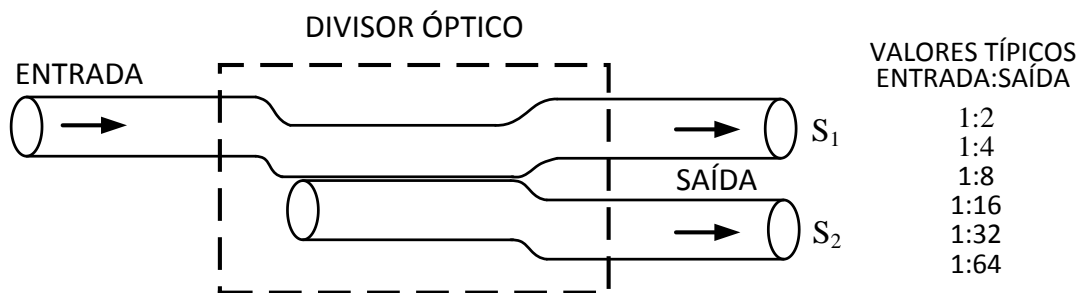 DIVISOR ÓPTICO
ENTRADA
S₁
SAÍDA
S₂
VALORES TÍPICOS
ENTRADA:SAÍDA
1:2
1:4
1:8
1:16
1:32
1:64